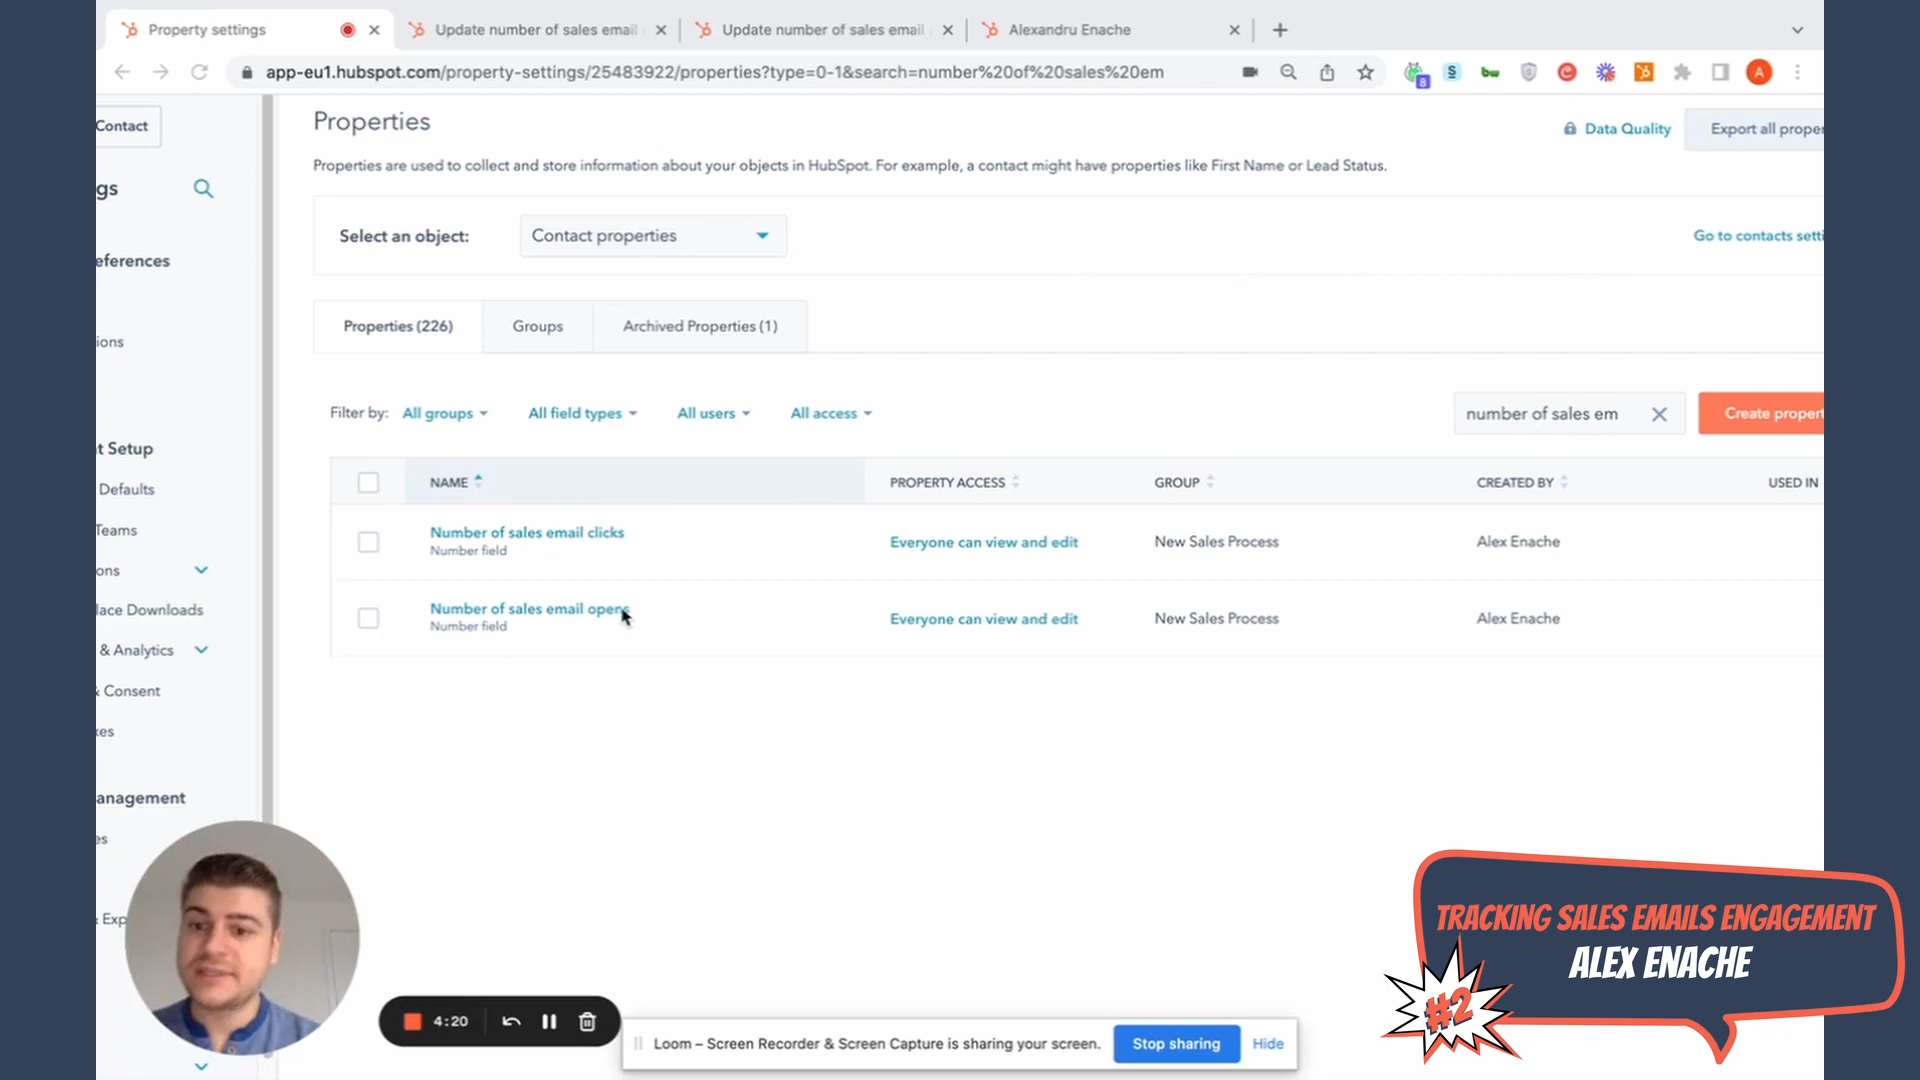 Property settings
Update number of sales email
Update number of sales email
Alexandru Enache
app-eu1.hubspot.com/property-settings/25483922/properties?type=0-1&search=number%20of%20sales%20em
8
S
bw
A
Contact
gs
eferences
ions
t Setup
Defaults
Teams
ons
lace Downloads
& Analytics
& Consent
xes
anagement
es
& Exp
Properties
Data Quality
Export all proper
Properties are used to collect and store information about your objects in HubSpot. For example, a contact might have properties like First Name or Lead Status.
Select an object:
Contact properties
Go to contacts setti
Properties (226)
Groups
Archived Properties (1)
Filter by:
All groups
All field types
All users
All access
number of sales em
Create propert
NAME
PROPERTY ACCESS
GROUP
CREATED BY
USED IN
Number of sales email clicks
Number field
Everyone can view and edit
New Sales Process
Alex Enache
Number of sales email opens
Number field
Everyone can view and edit
New Sales Process
Alex Enache
4:20
Loom – Screen Recorder & Screen Capture is sharing your screen.
Stop sharing
Hide
TRACKING SALES EMAILS ENGAGEMENT
ALEX ENACHE
#2